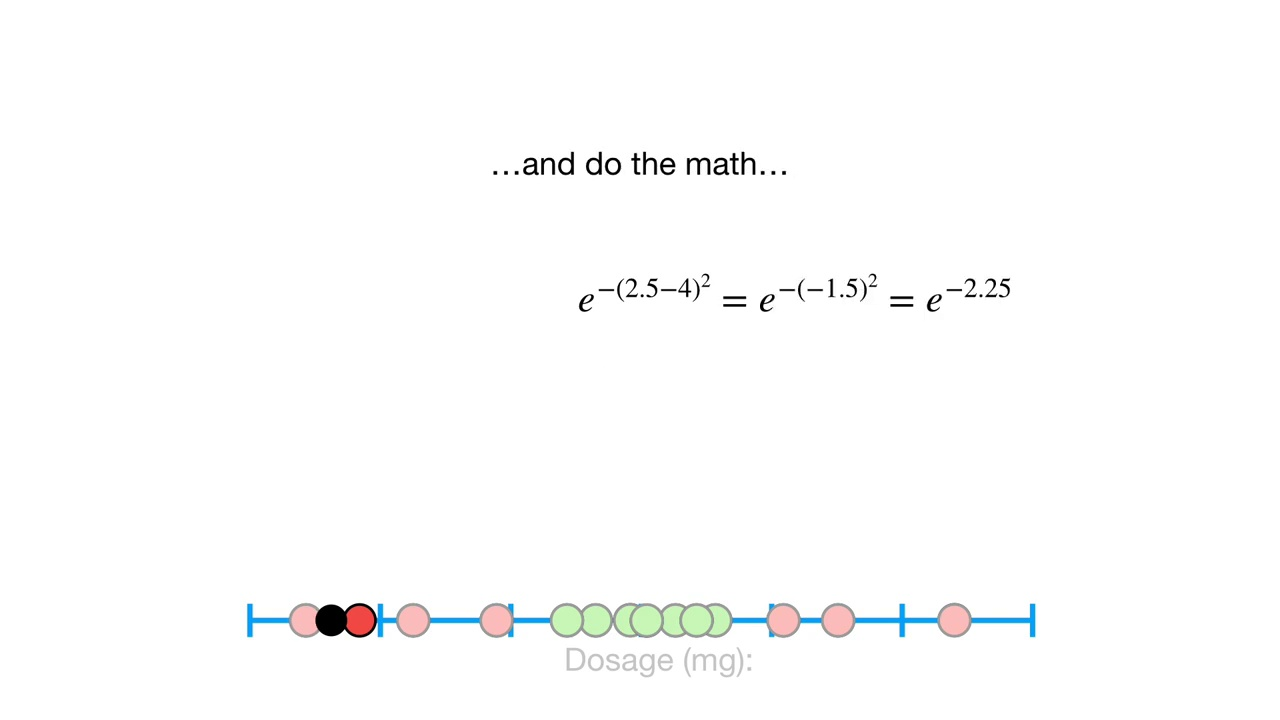 …and do the math…
e^{−(2.5−4)^2} = e^{−(−1.5)^2} = e^{−2.25}
Dosage (mg):